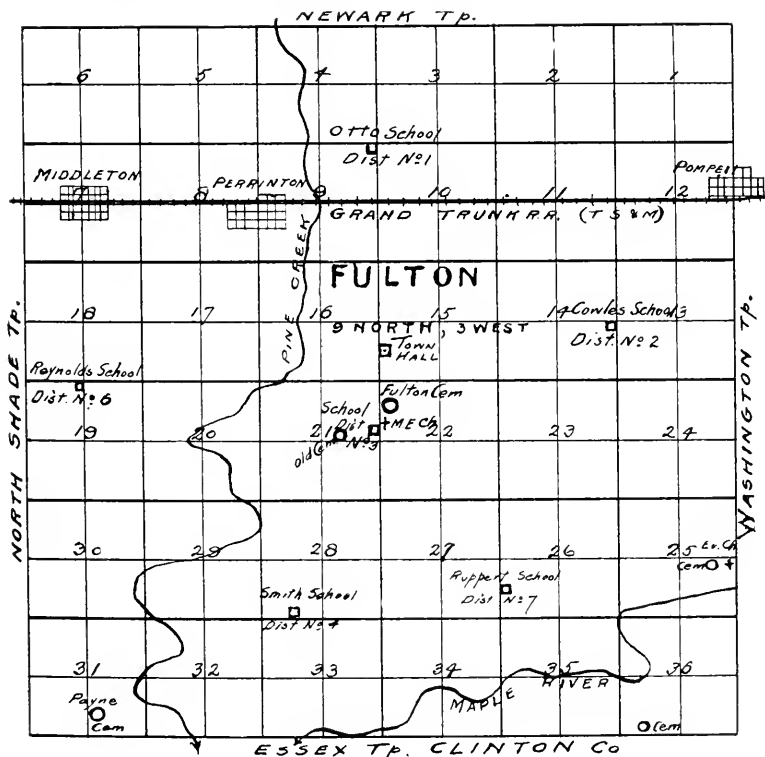 NEWARK Tp.
6 5 4 3 2 1
Otto School
Dist No 1
MIDDLETON
PERRINTON
POMPEII
7 8 9 10 11 12
GRAND TRUNK R.R. (T S & M)
PINE CREEK
FULTON
18 17 16 15 14 Cowles School 13
9 NORTH, 3 WEST
Dist. No 2
TOWN
HALL
NORTH SHADE Tp.
WASHINGTON Tp.
Reynolds School
Dist. No 6
Fulton Cem
School
Dist
No 3
+ M E Ch
Old Cem
19 20 21 22 23 24
30 29 28 27 26 25
Ev. Ch
Cem +
Ruppert School
Dist No 7
Smith School
Dist No 4
31 32 33 34 35 36
MAPLE RIVER
Payne
Cem
Cem
ESSEX Tp. CLINTON Co